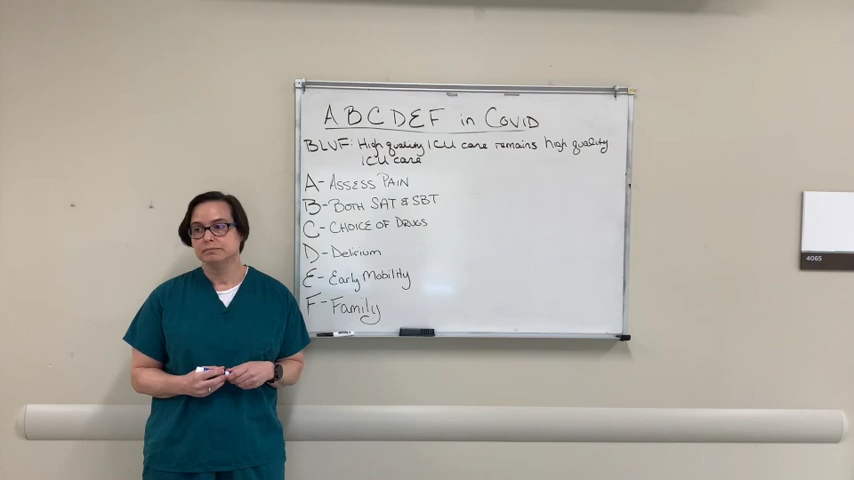 ABCDEF in Covid
BLUF: High quality ICU care remains high quality
ICU care
A- Assess Pain
B- Both SAT & SBT
C- Choice of Drugs
D- Delirium
E- Early Mobility
F- Family
4065